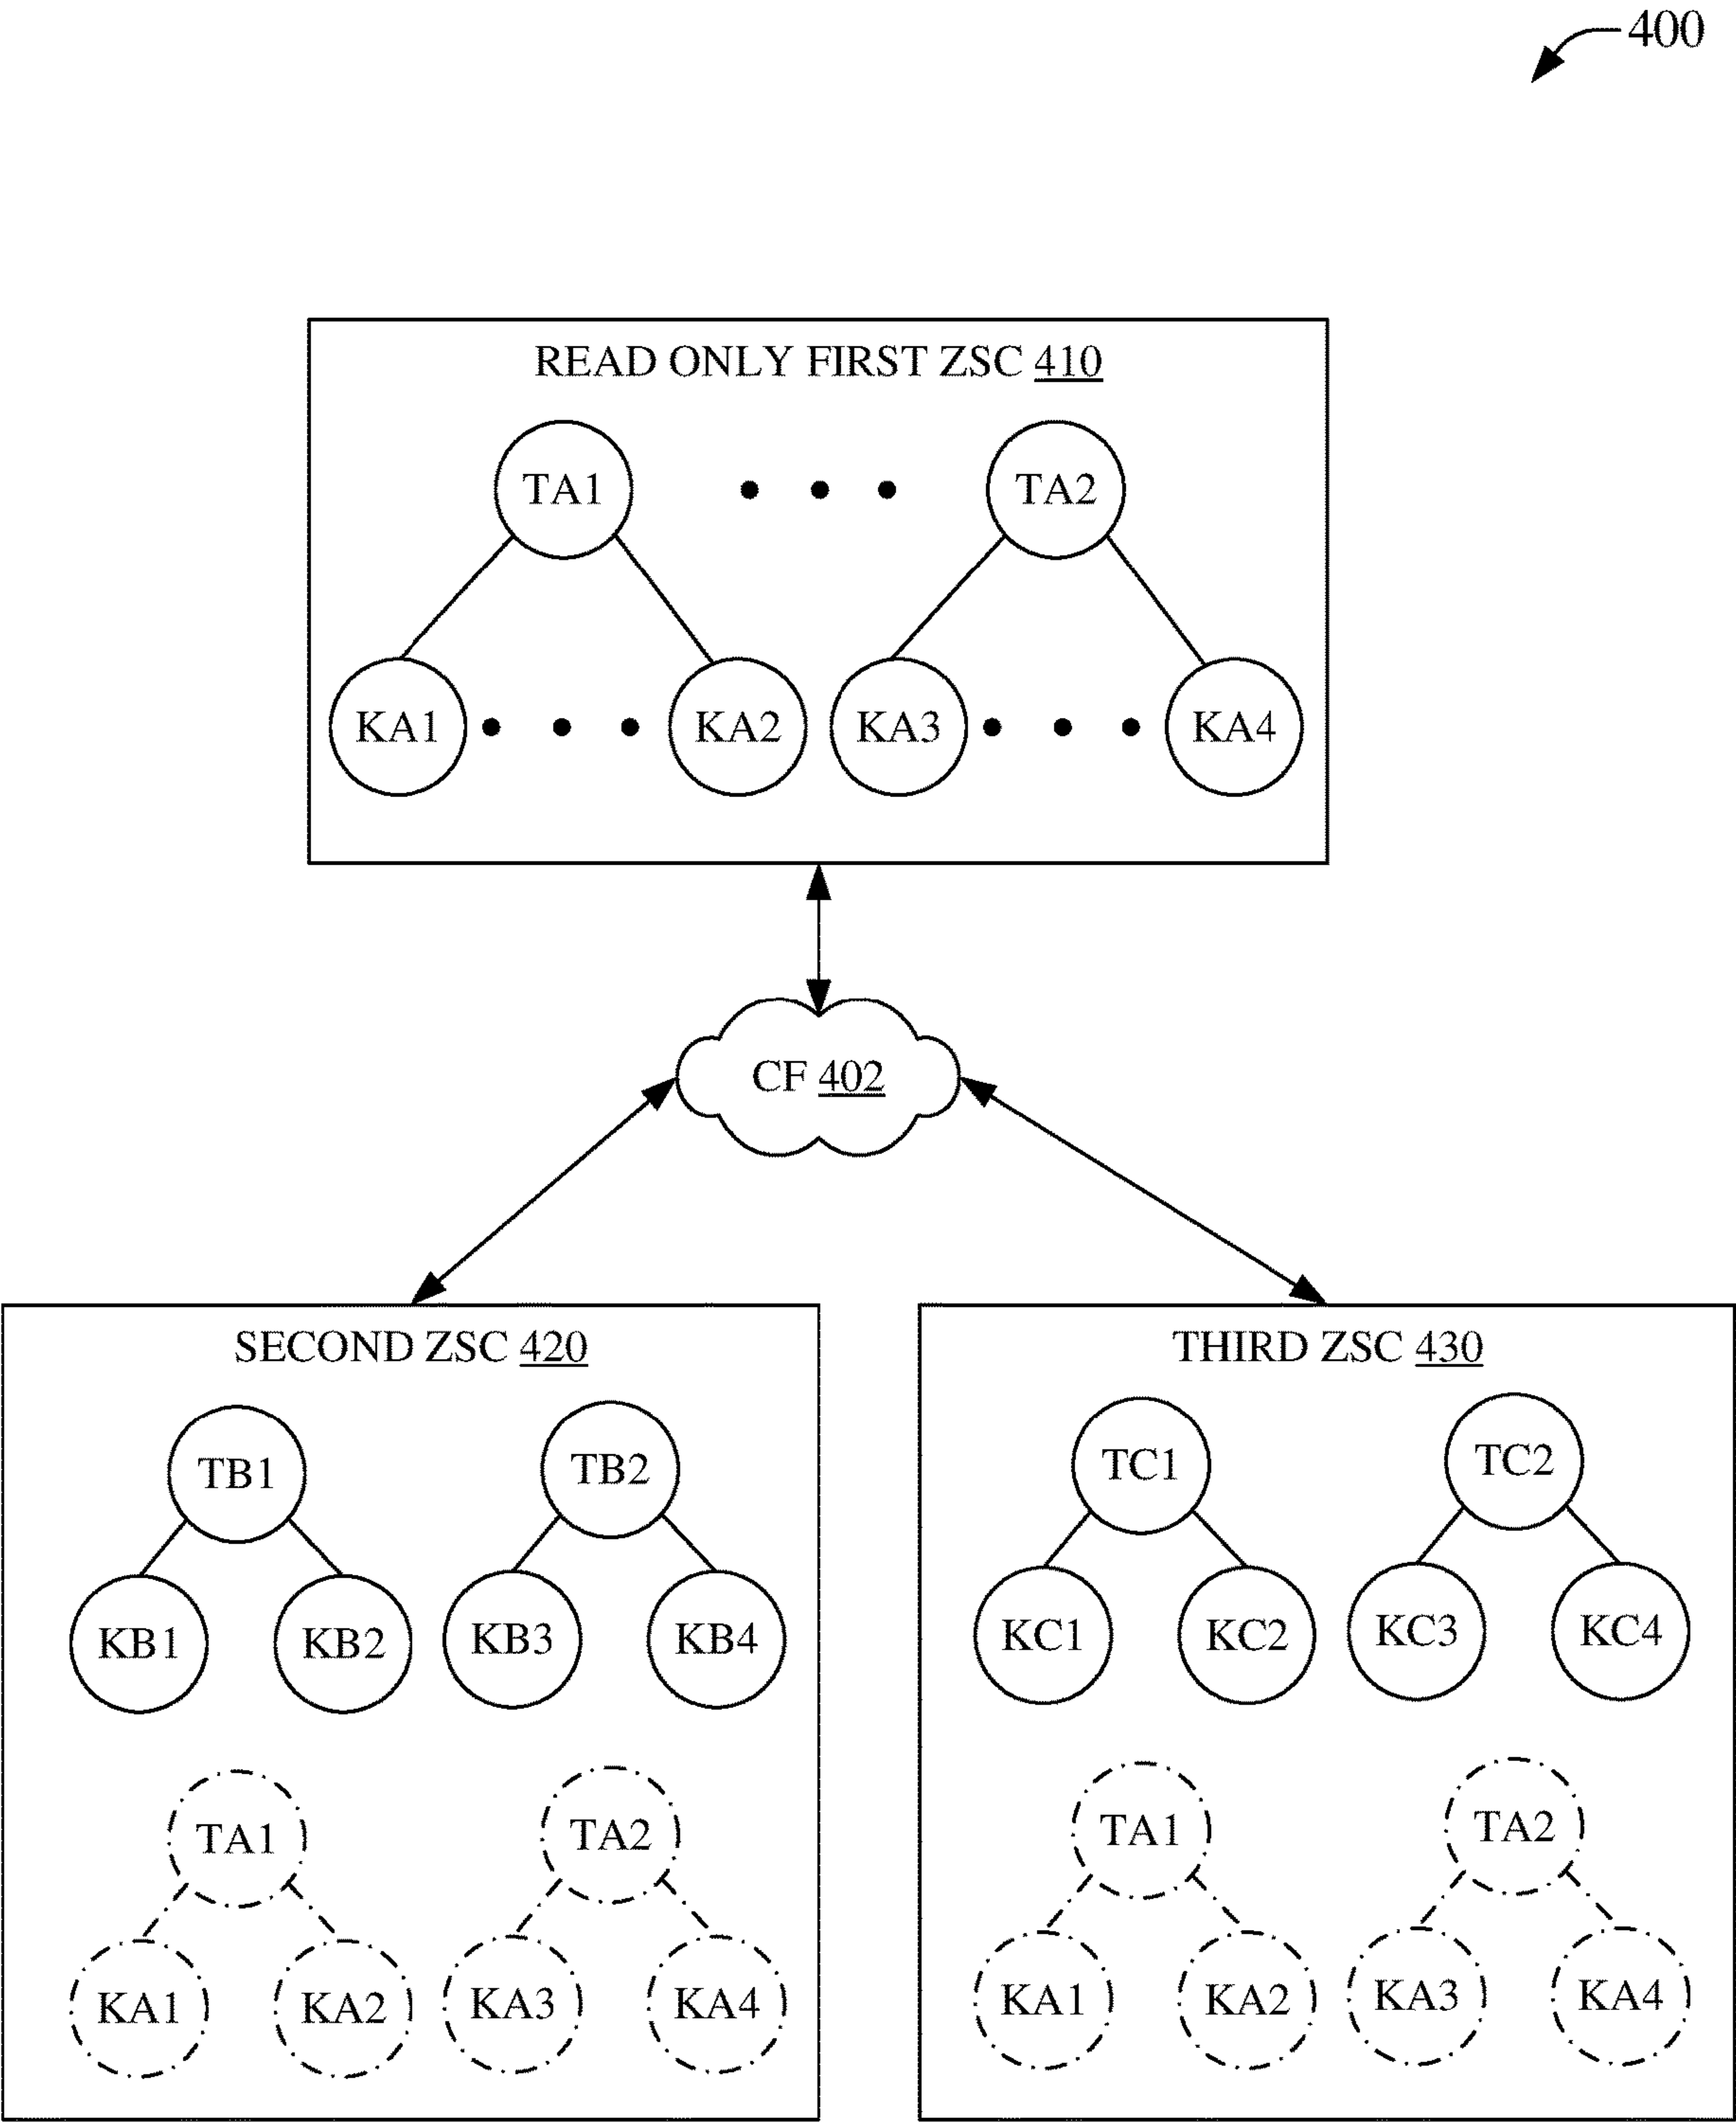 400
READ ONLY FIRST ZSC 410
TA1 TA2
KA1 KA2 KA3 KA4
CF 402
SECOND ZSC 420
TB1 TB2
KB1 KB2 KB3 KB4
TA1 TA2
KA1 KA2 KA3 KA4
THIRD ZSC 430
TC1 TC2
KC1 KC2 KC3 KC4
TA1 TA2
KA1 KA2 KA3 KA4